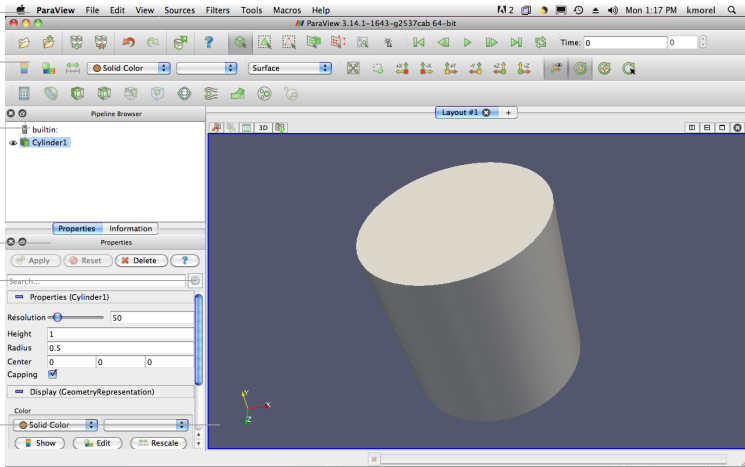 ParaView File Edit View Sources Filters Tools Macros Help 2 Mon 1:17 PM kmorel
ParaView 3.14.1-1643-g2537cab 64-bit
? Time: 0 0
Solid Color Surface +X -X +Y -Y +Z -Z
Pipeline Browser
Layout #1 +
builtin:
3D
Cylinder1
Properties Information
Properties
Apply Reset Delete ?
Search...
Properties (Cylinder1)
Resolution 50
Height 1
Radius 0.5
Center 0 0 0
Capping
Display (GeometryRepresentation)
Color
Solid Color
Show Edit Rescale
Y
X
Z